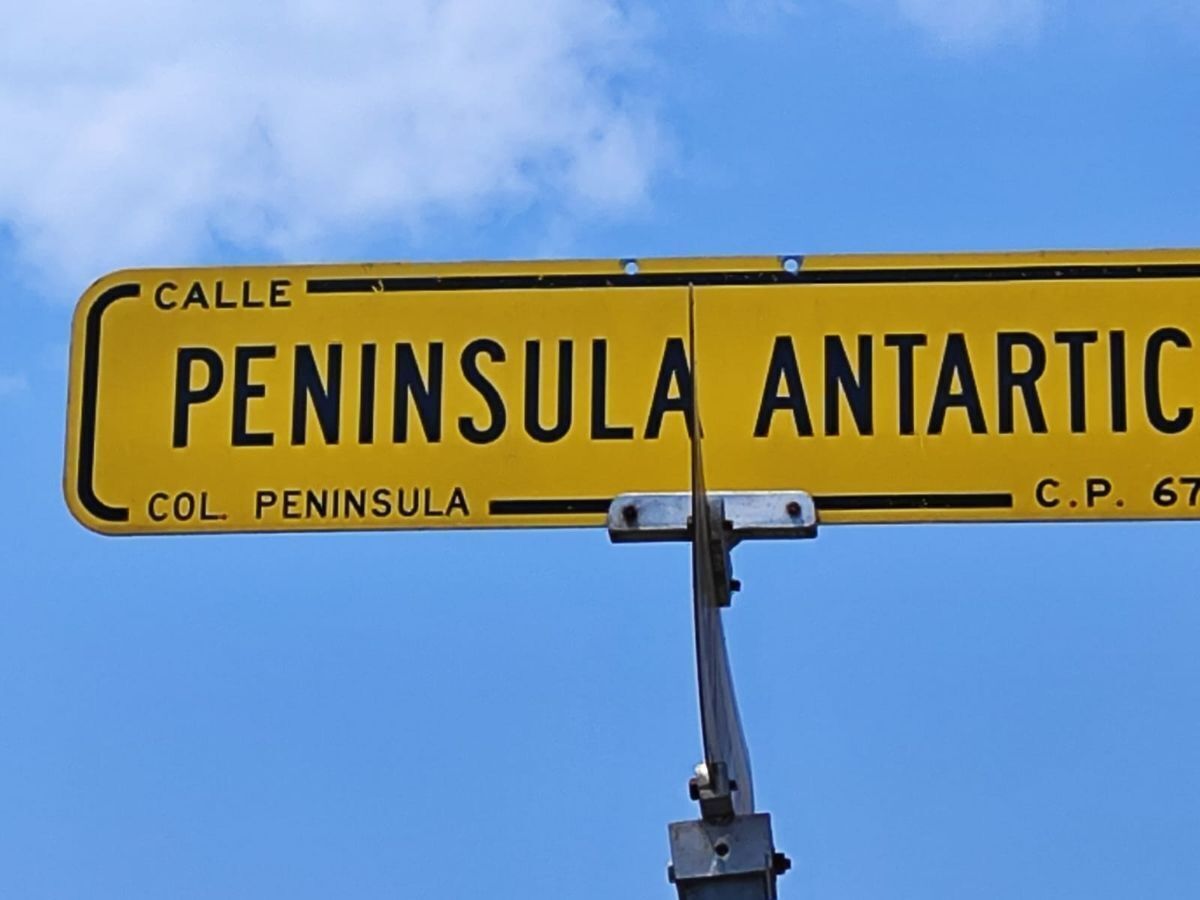 CALLE
PENINSULA ANTARTIC
COL. PENINSULA C.P. 67